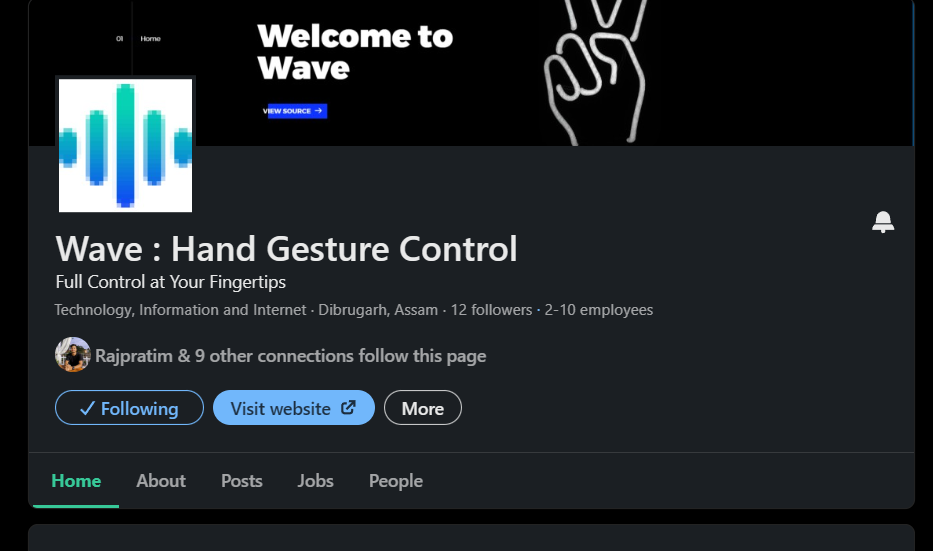 01 Home
Welcome to
Wave
VIEW SOURCE →
Wave : Hand Gesture Control
Full Control at Your Fingertips
Technology, Information and Internet · Dibrugarh, Assam · 12 followers · 2-10 employees
Rajpratim & 9 other connections follow this page
✓ Following
Visit website
More
Home
About
Posts
Jobs
People